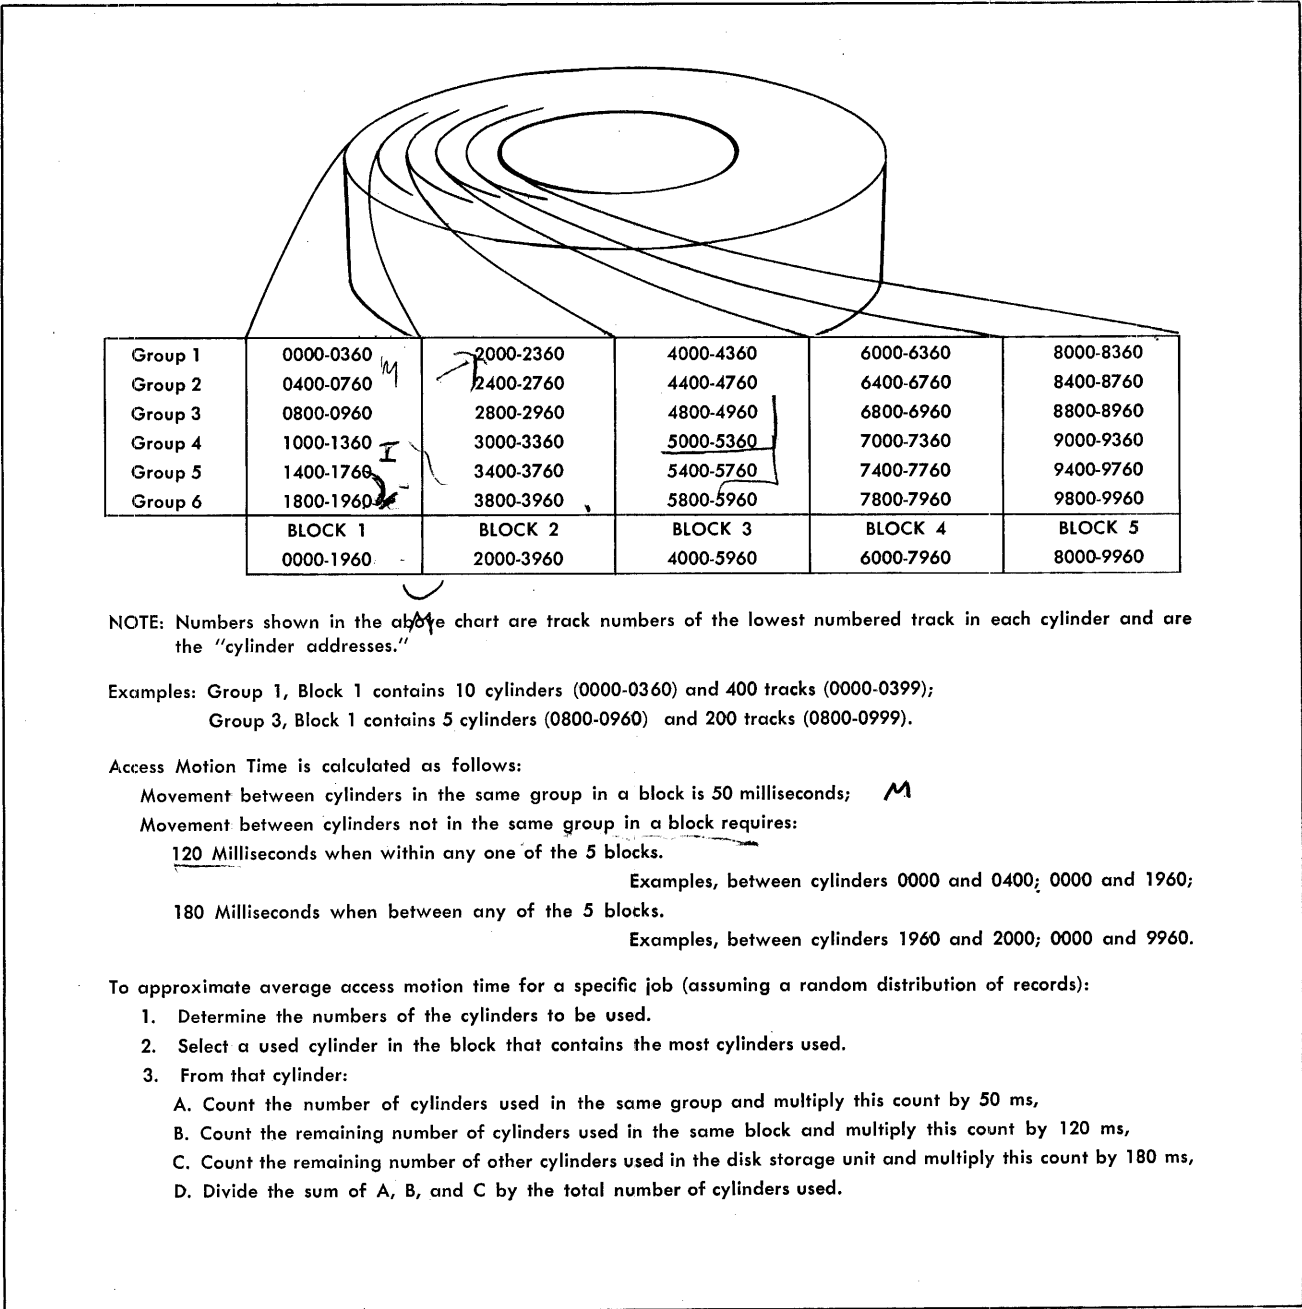 Group 1 0000-0360 2000-2360 4000-4360 6000-6360 8000-8360
Group 2 0400-0760 2400-2760 4400-4760 6400-6760 8400-8760
Group 3 0800-0960 2800-2960 4800-4960 6800-6960 8800-8960
Group 4 1000-1360 3000-3360 5000-5360 7000-7360 9000-9360
Group 5 1400-1760 3400-3760 5400-5760 7400-7760 9400-9760
Group 6 1800-1960 3800-3960 5800-5960 7800-7960 9800-9960
BLOCK 1 BLOCK 2 BLOCK 3 BLOCK 4 BLOCK 5
0000-1960 2000-3960 4000-5960 6000-7960 8000-9960
NOTE: Numbers shown in the above chart are track numbers of the lowest numbered track in each cylinder and are
the "cylinder addresses."
Examples: Group 1, Block 1 contains 10 cylinders (0000-0360) and 400 tracks (0000-0399);
Group 3, Block 1 contains 5 cylinders (0800-0960) and 200 tracks (0800-0999).
Access Motion Time is calculated as follows:
Movement between cylinders in the same group in a block is 50 milliseconds; M
Movement between cylinders not in the same group in a block requires:
120 Milliseconds when within any one of the 5 blocks.
Examples, between cylinders 0000 and 0400; 0000 and 1960;
180 Milliseconds when between any of the 5 blocks.
Examples, between cylinders 1960 and 2000; 0000 and 9960.
To approximate average access motion time for a specific job (assuming a random distribution of records):
1. Determine the numbers of the cylinders to be used.
2. Select a used cylinder in the block that contains the most cylinders used.
3. From that cylinder:
A. Count the number of cylinders used in the same group and multiply this count by 50 ms,
B. Count the remaining number of cylinders used in the same block and multiply this count by 120 ms,
C. Count the remaining number of other cylinders used in the disk storage unit and multiply this count by 180 ms,
D. Divide the sum of A, B, and C by the total number of cylinders used.